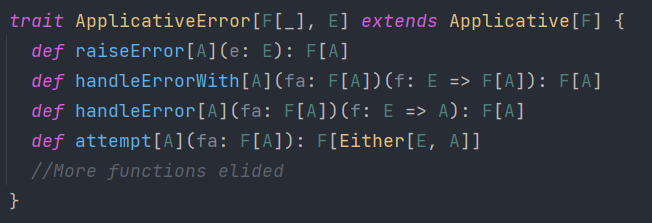 trait ApplicativeError[F[_], E] extends Applicative[F] {
  def raiseError[A](e: E): F[A]
  def handleErrorWith[A](fa: F[A])(f: E => F[A]): F[A]
  def handleError[A](fa: F[A])(f: E => A): F[A]
  def attempt[A](fa: F[A]): F[Either[E, A]]
  //More functions elided
}